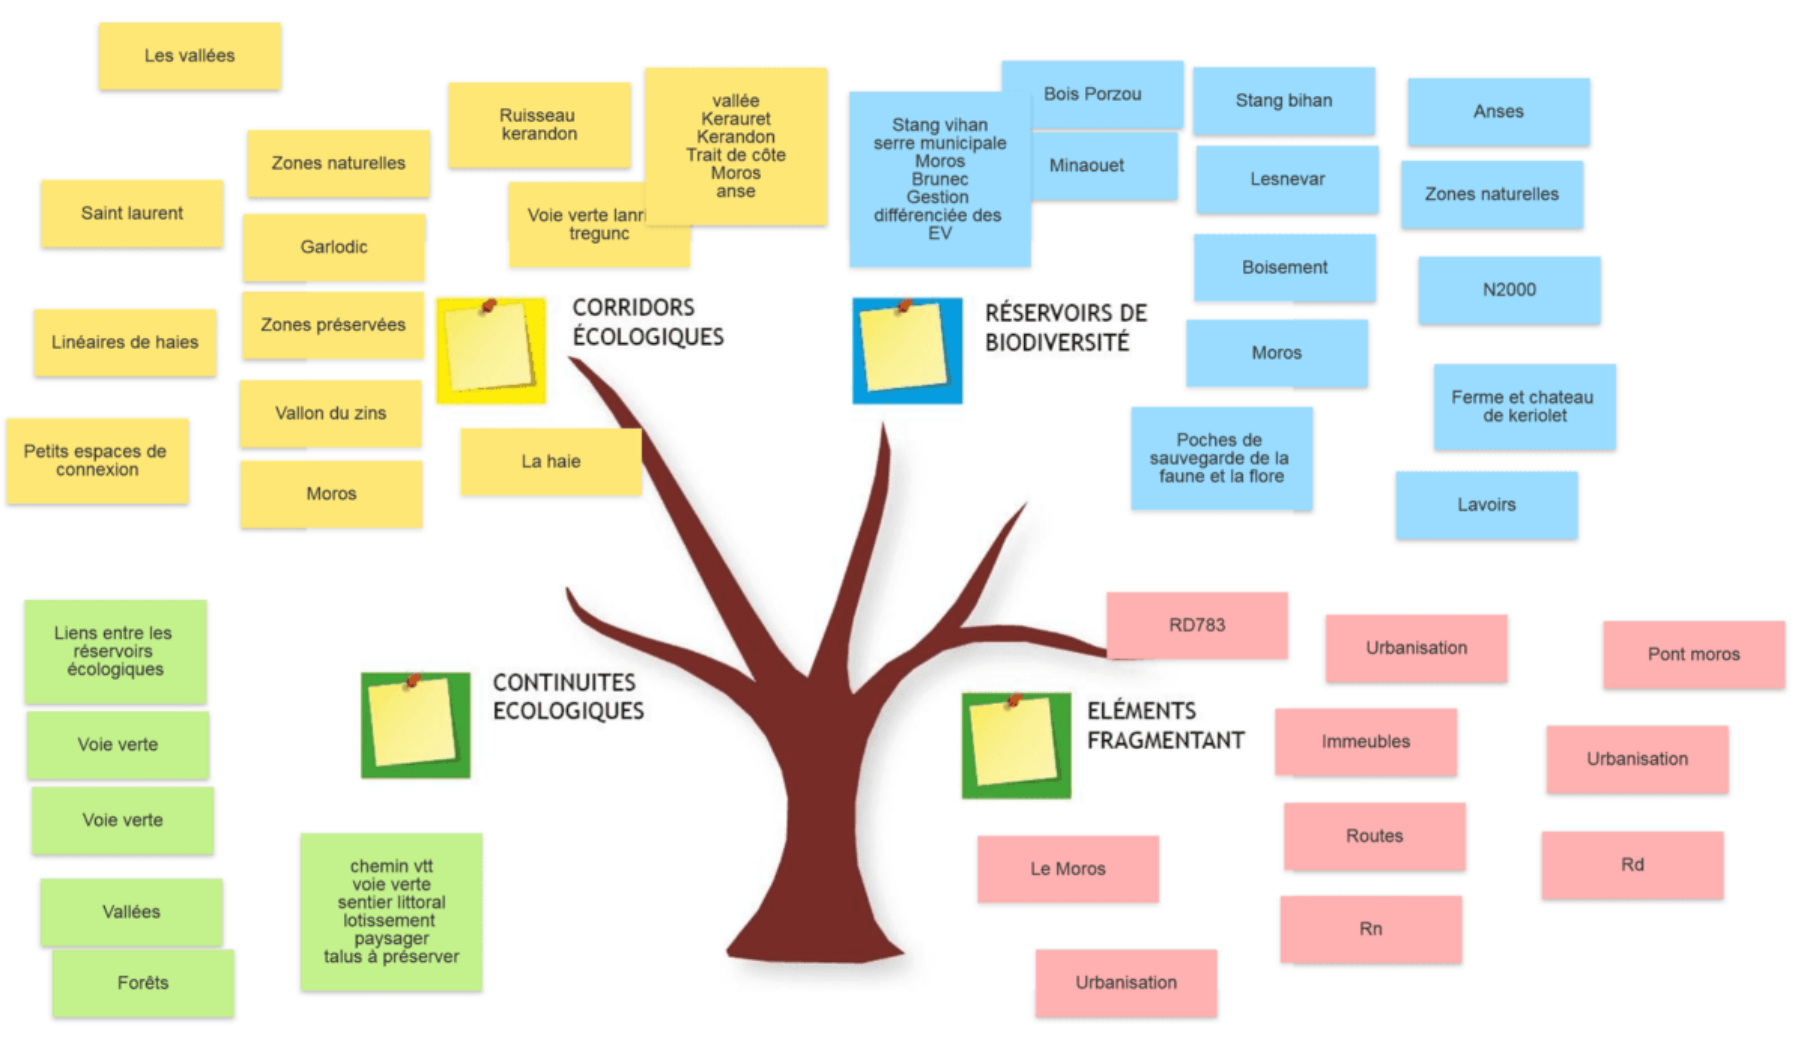 Les vallées
Zones naturelles
Saint laurent
Garlodic
Linéaires de haies
Zones préservées
Petits espaces de
connexion
Vallon du zins
Moros
Ruisseau
kerandon
Voie verte
tregunc
vallée
Kerauret
Kerandon
Trait de côte
Moros
anse
La haie
CORRIDORS
ÉCOLOGIQUES
Stang vihan
serre municipale
Moros
Brunec
Gestion
différenciée des
EV
Bois Porzou
Minaouet
Stang bihan
Lesnevar
Boisement
Moros
Poches de
sauvegarde de la
faune et la flore
Anses
Zones naturelles
N2000
Ferme et chateau
de keriolet
Lavoirs
RÉSERVOIRS DE
BIODIVERSITÉ
Liens entre les
réservoirs
écologiques
Voie verte
Voie verte
Vallées
Forêts
chemin vtt
voie verte
sentier littoral
lotissement
paysager
talus à préserver
CONTINUITES
ECOLOGIQUES
ELÉMENTS
FRAGMENTANT
RD783
Urbanisation
Pont moros
Immeubles
Urbanisation
Routes
Rd
Le Moros
Rn
Urbanisation